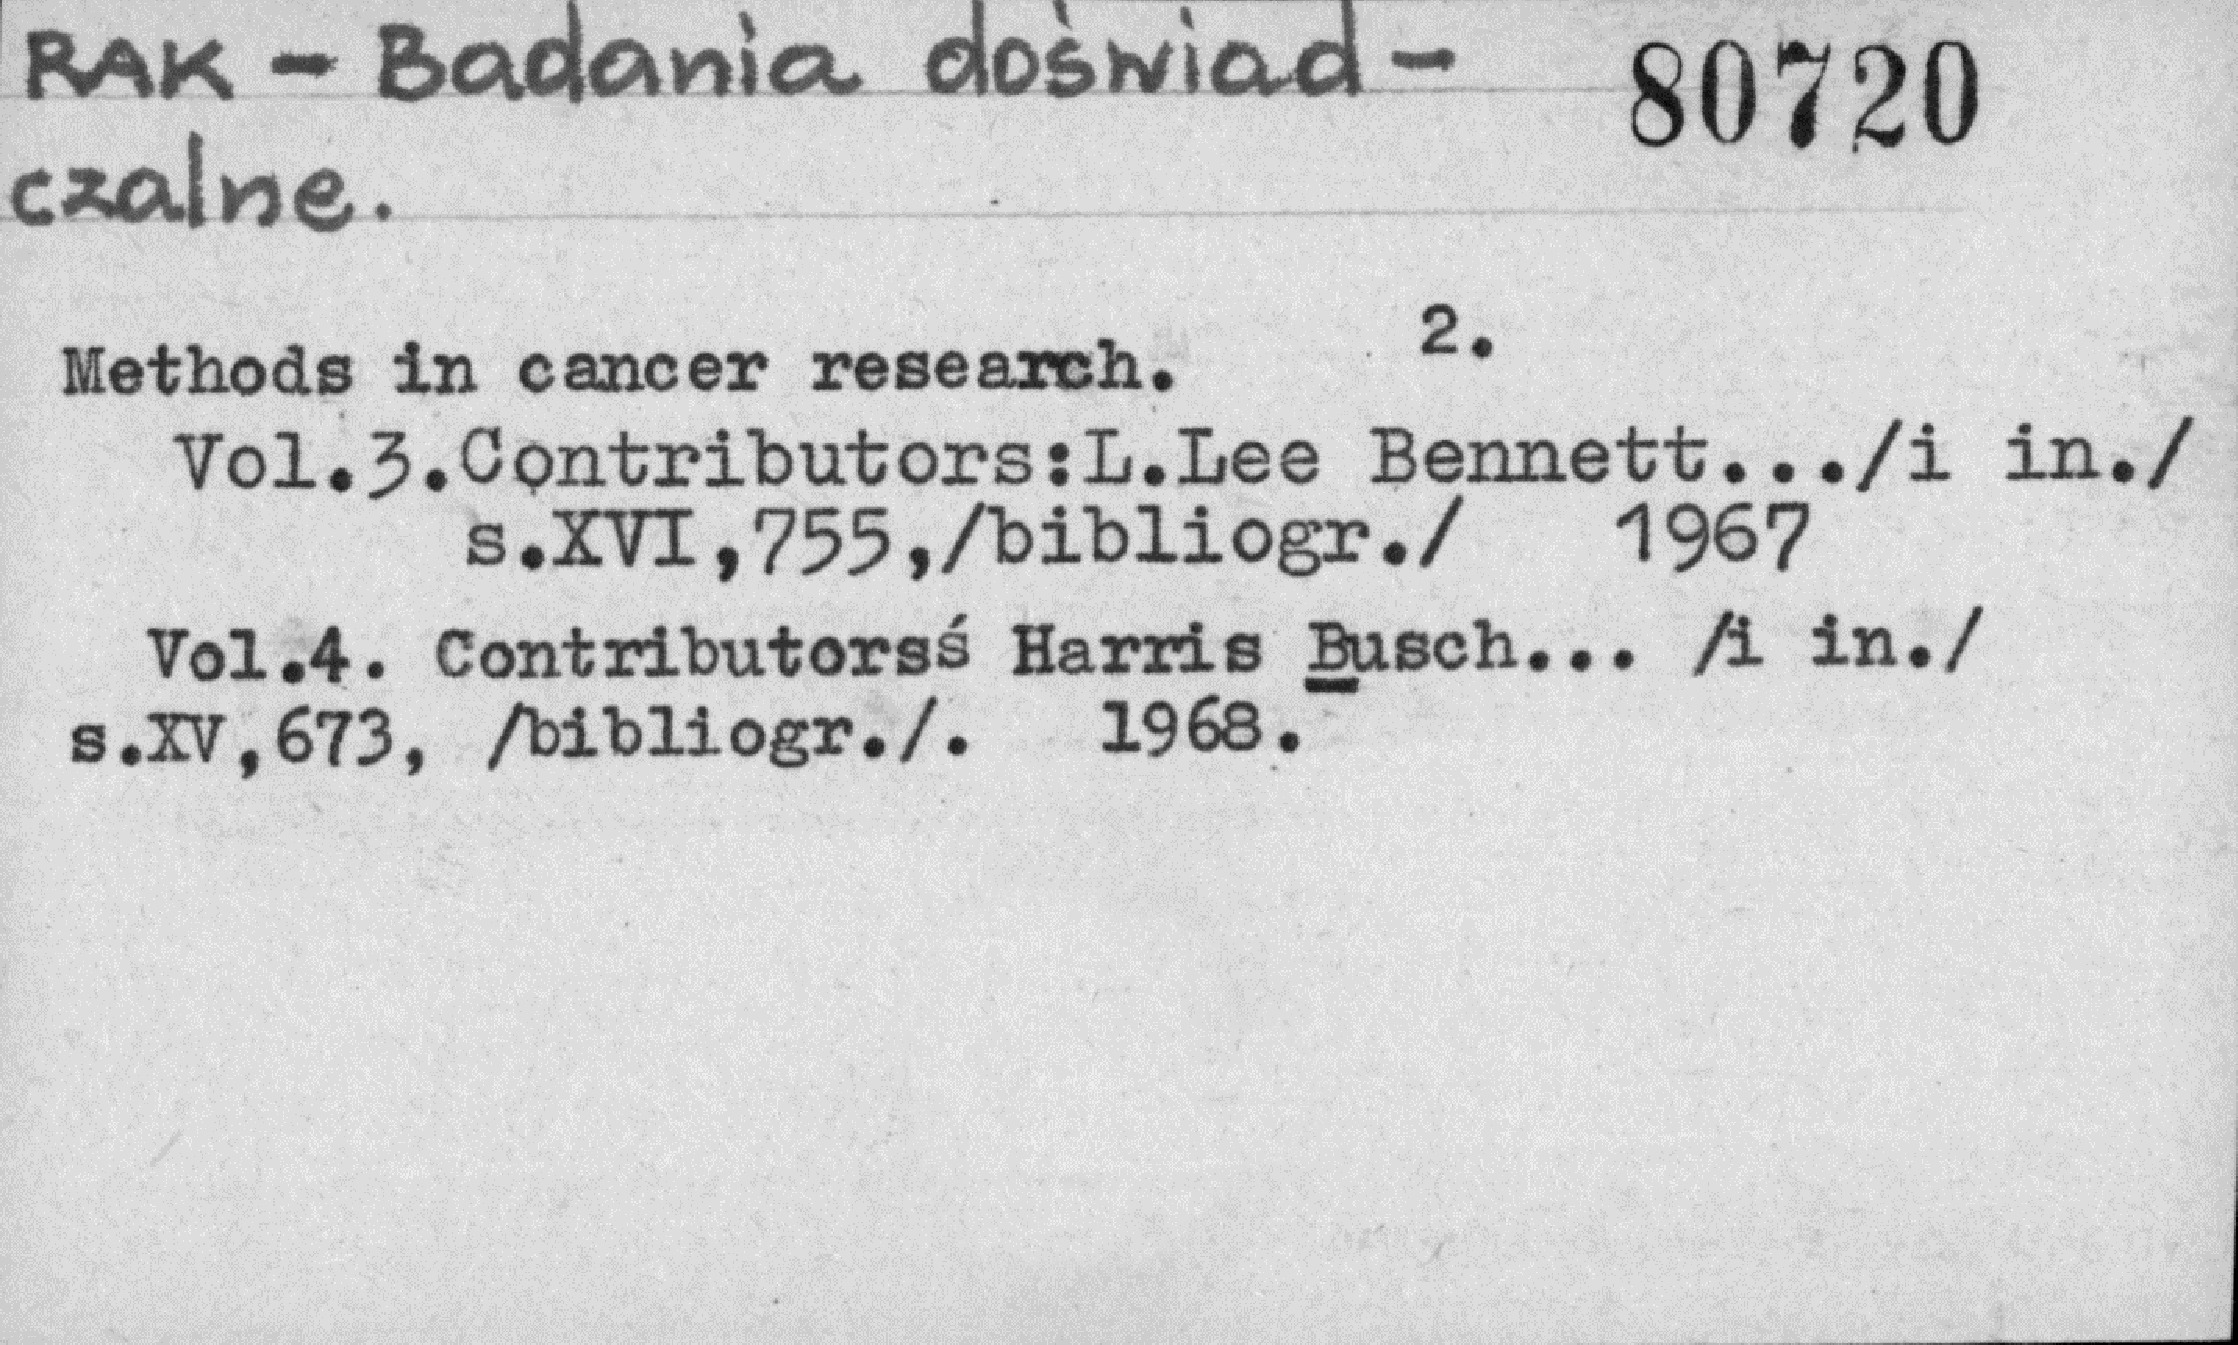 RAK - Badania doświad- 80720
czalne.
2.
Methods in cancer research.
Vol.3.Contributors:L.Lee Bennett.../i in./
s.XVI,755,/bibliogr./ 1967
Vol.4. Contributorsś Harris Busch... /i in./
s.XV,673, /bibliogr./. 1968.